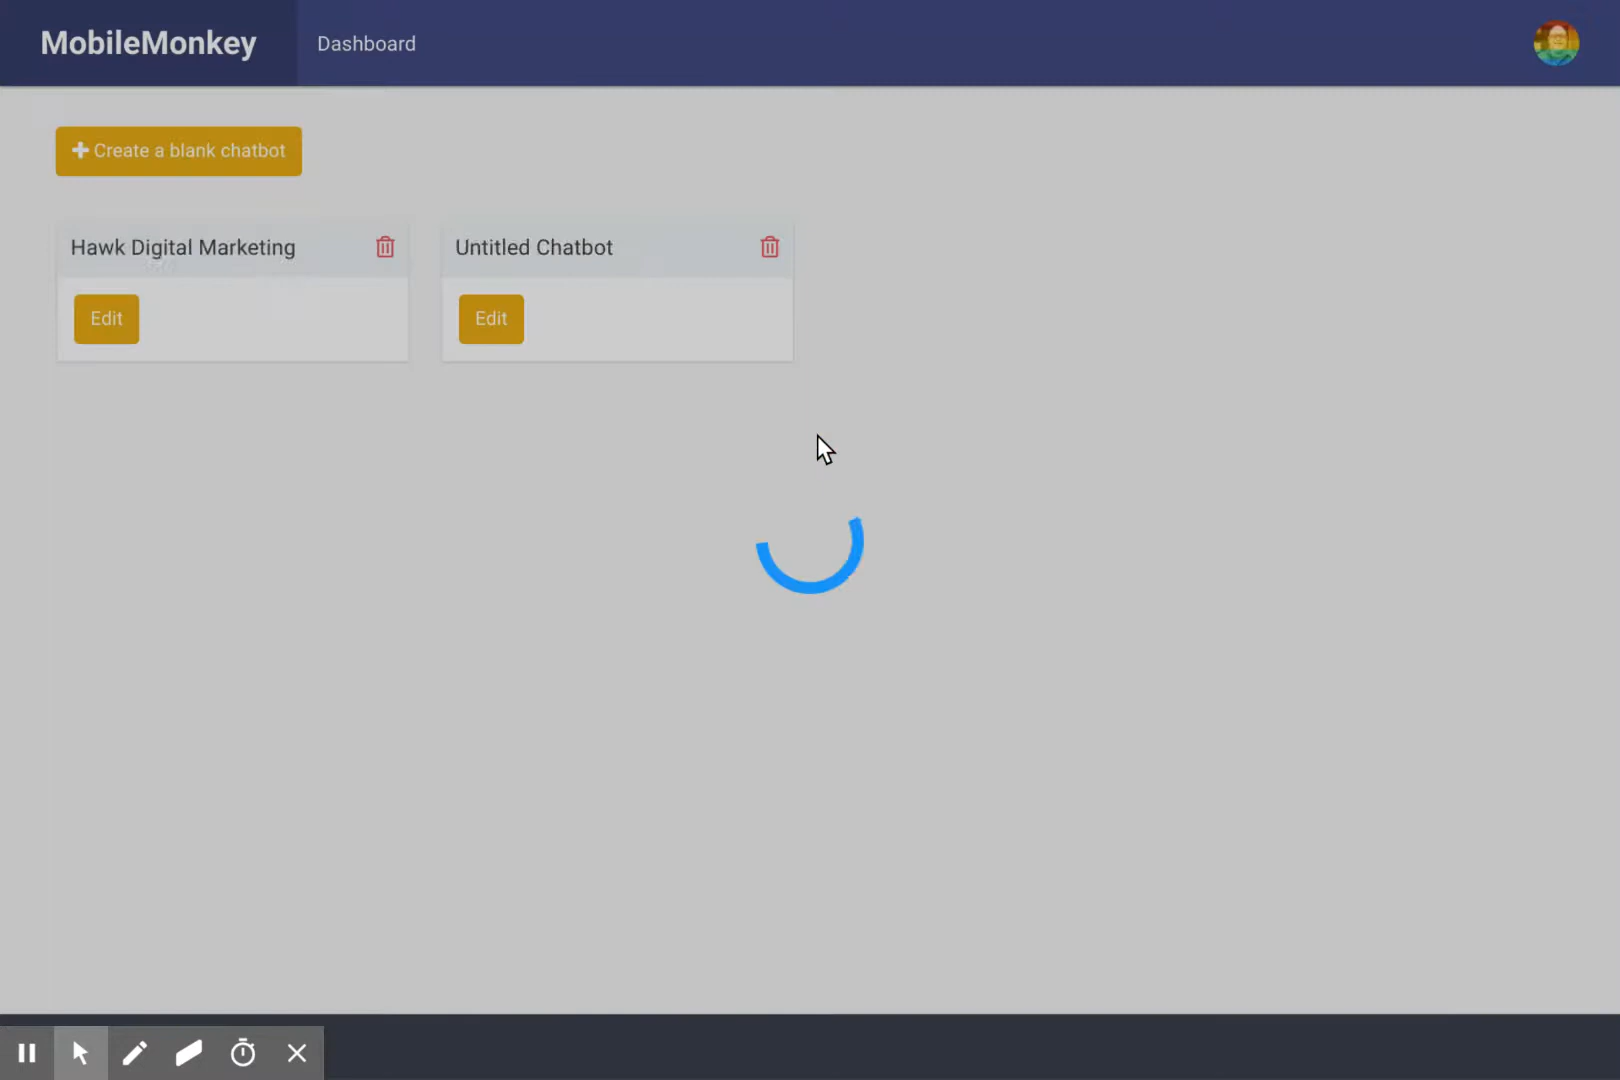 MobileMonkey
Dashboard
Create a blank chatbot
Hawk Digital Marketing
Untitled Chatbot
Edit
Edit